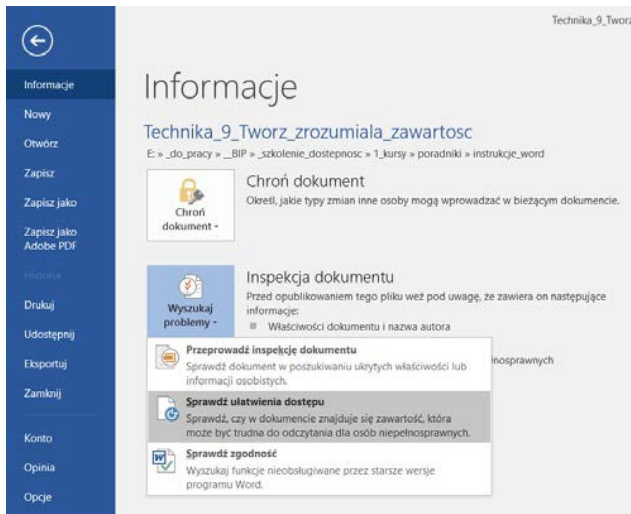 Technika_9_Tworz
Informacje
Nowy
Otwórz
Zapisz
Zapisz jako
Zapisz jako
Adobe PDF
Historia
Drukuj
Udostępnij
Eksportuj
Zamknij
Konto
Opinia
Opcje
Informacje
Technika_9_Tworz_zrozumiala_zawartosc
E: » _do_pracy » __BIP » _szkolenie_dostepnosc » 1_kursy » poradniki » instrukcje_word
Chroń
dokument
Chroń dokument
Określ, jakie typy zmian inne osoby mogą wprowadzać w bieżącym dokumencie.
Wyszukaj
problemy
Inspekcja dokumentu
Przed opublikowaniem tego pliku weź pod uwagę, że zawiera on następujące
informacje:
Właściwości dokumentu i nazwa autora
nosprawnych
Przeprowadź inspekcję dokumentu
Sprawdź dokument w poszukiwaniu ukrytych właściwości lub
informacji osobistych.
Sprawdź ułatwienia dostępu
Sprawdź, czy w dokumencie znajduje się zawartość, która
może być trudna do odczytania dla osób niepełnosprawnych.
Sprawdź zgodność
Wyszukaj funkcje nieobsługiwane przez starsze wersje
programu Word.